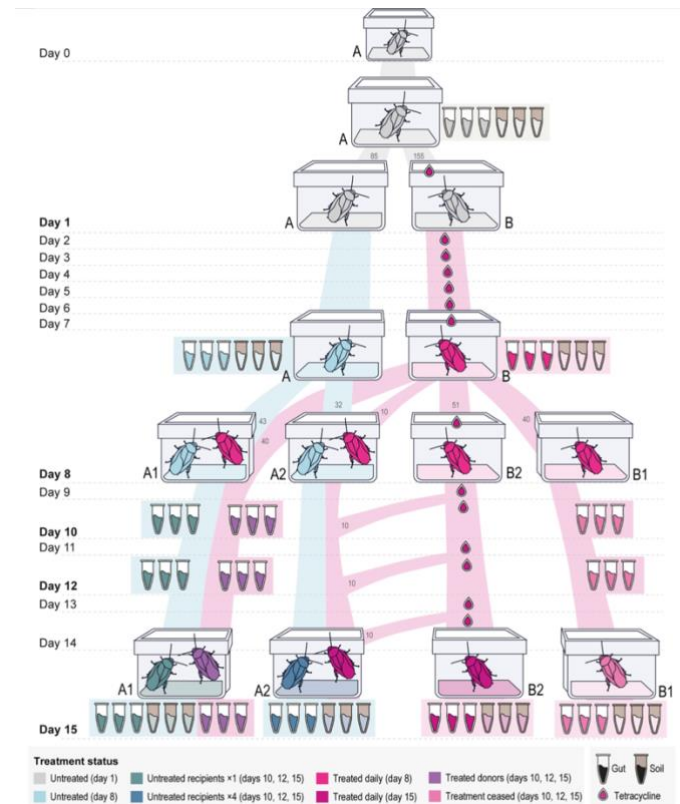 Day 0
A
A
85 155
A B
Day 1
Day 2
Day 3
Day 4
Day 5
Day 6
Day 7
A B
43 32 10 51 40
40
A1 A2 B2 B1
Day 8
Day 9
Day 10
10
Day 11
Day 12
10
Day 13
10
Day 14
A1 A2 B2 B1
Day 15
Treatment status
Untreated (day 1) Untreated recipients ×1 (days 10, 12, 15) Treated daily (day 8) Treated donors (days 10, 12, 15)
Untreated (day 8) Untreated recipients ×4 (days 10, 12, 15) Treated daily (day 15) Treatment ceased (days 10, 12, 15)
Gut Soil
Tetracycline